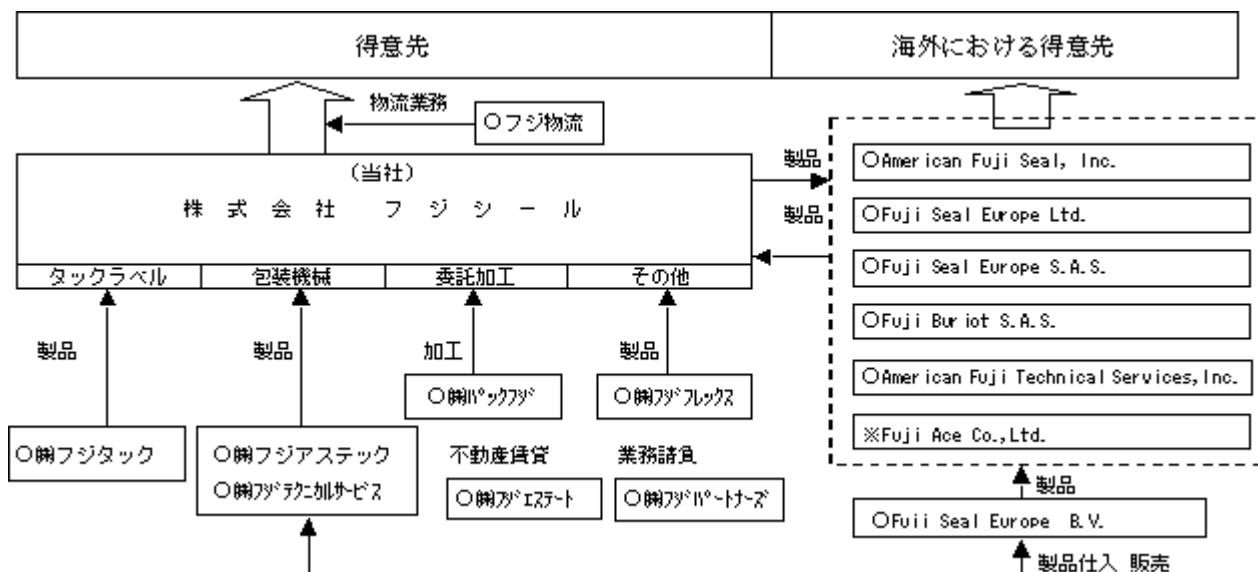 得意先
海外における得意先
物流業務
○フジ物流
(当社)
株式会社 フジシール
製品
製品
タックラベル
包装機械
委託加工
その他
○American Fuji Seal, Inc.
○Fuji Seal Europe Ltd.
○Fuji Seal Europe S.A.S.
○Fuji Buriot S.A.S.
○American Fuji Technical Services,Inc.
※Fuji Ace Co.,Ltd.
製品
製品
加工
製品
○㈱パックフジ
○㈱フジフレックス
○㈱フジタック
○㈱フジアステック
○㈱フジテクニカルサービス
不動産賃貸
業務請負
○㈱フジエステート
○㈱フジパートナーズ
製品
○Fuji Seal Europe B.V.
製品仕入 販売